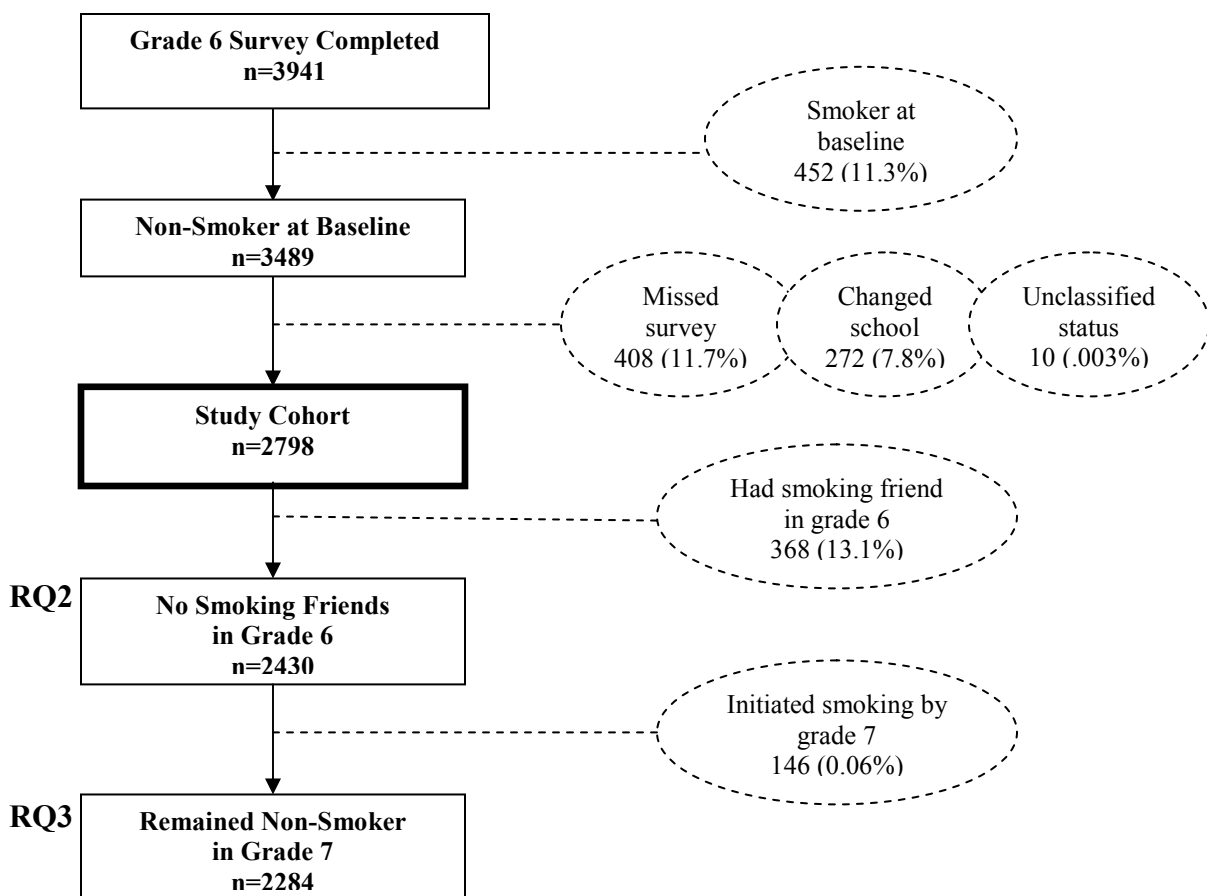 Grade 6 Survey Completed
n=3941
Smoker at
baseline
452 (11.3%)
Non-Smoker at Baseline
n=3489
Missed
survey
408 (11.7%)
Changed
school
272 (7.8%)
Unclassified
status
10 (.003%)
Study Cohort
n=2798
Had smoking friend
in grade 6
368 (13.1%)
RQ2
No Smoking Friends
in Grade 6
n=2430
Initiated smoking by
grade 7
146 (0.06%)
RQ3
Remained Non-Smoker
in Grade 7
n=2284